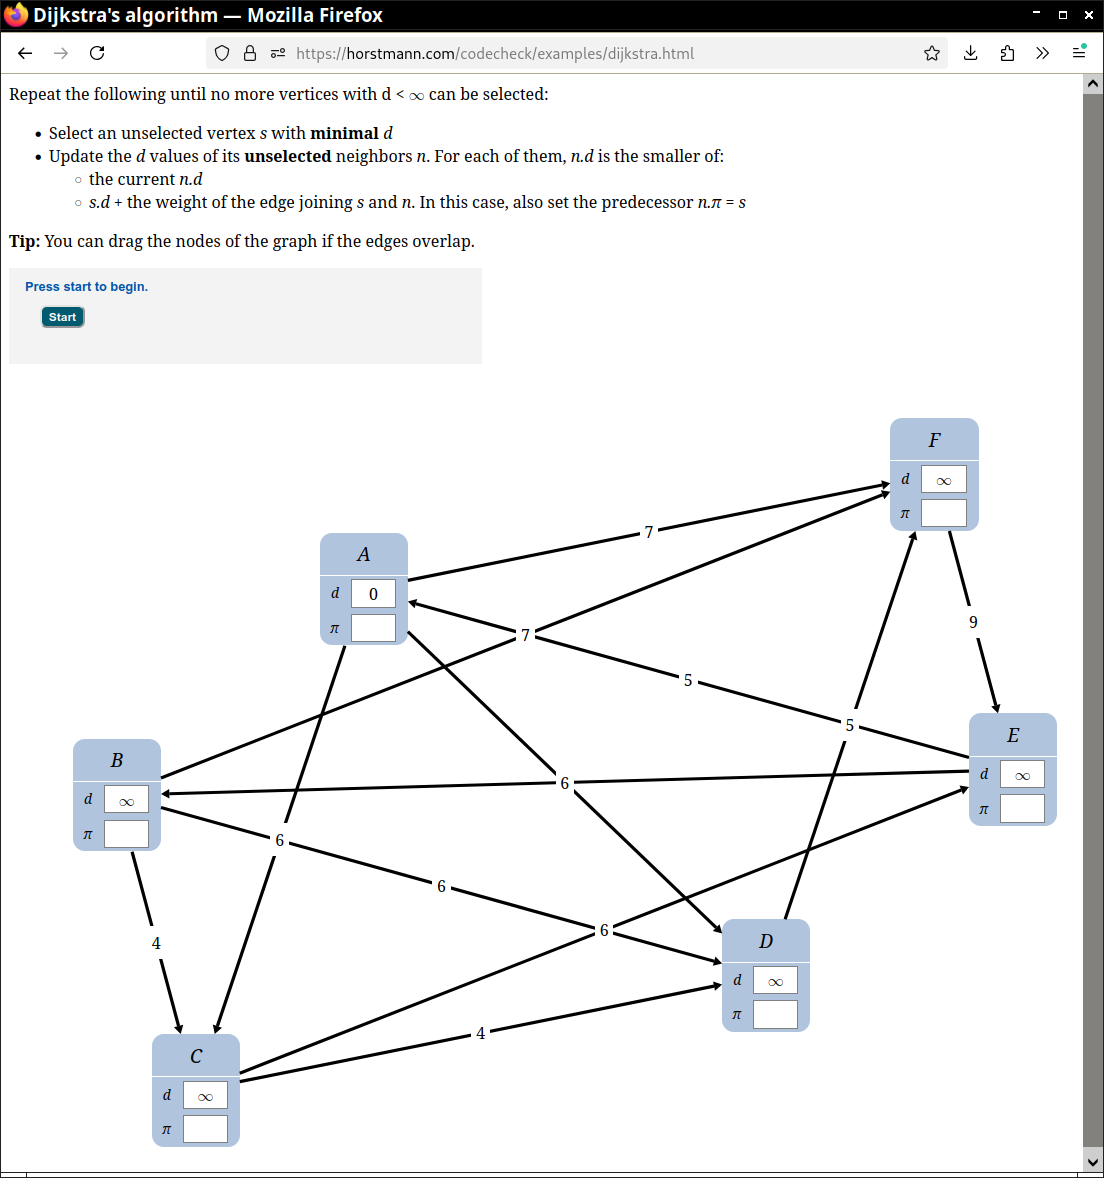 Dijkstra's algorithm — Mozilla Firefox
https://horstmann.com/codecheck/examples/dijkstra.html
Repeat the following until no more vertices with d < ∞ can be selected:
• Select an unselected vertex s with minimal d
• Update the d values of its unselected neighbors n. For each of them, n.d is the smaller of:
◦ the current n.d
◦ s.d + the weight of the edge joining s and n. In this case, also set the predecessor n.π = s
Tip: You can drag the nodes of the graph if the edges overlap.
Press start to begin.
Start
F
d ∞
π
7
A
d 0
π
9
7
5
5
E
d ∞
π
B
d ∞
π
6
6
6
6
4
D
d ∞
π
4
C
d ∞
π